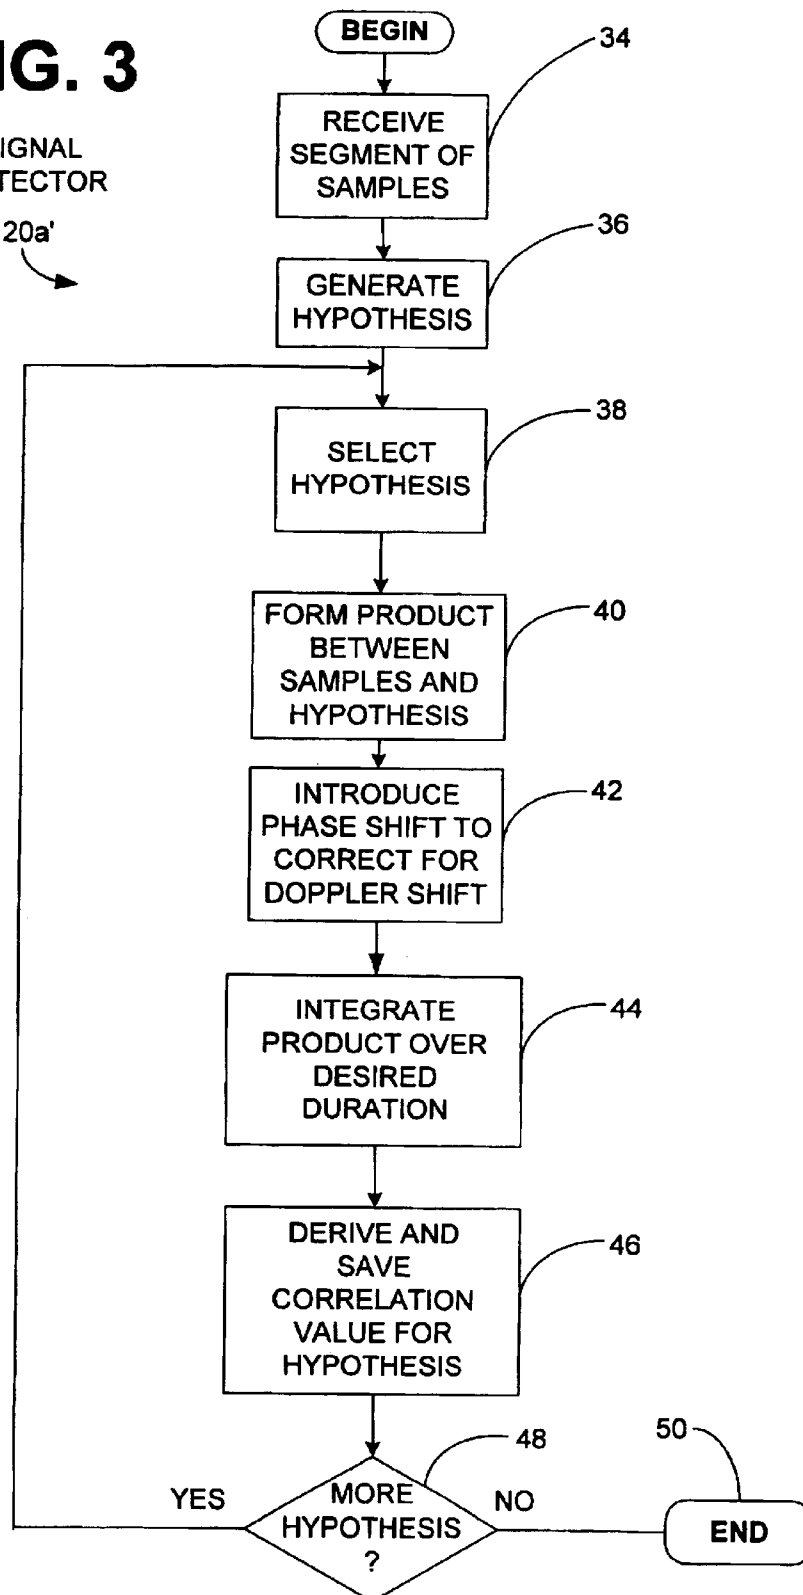 IG. 3
IGNAL
TECTOR
20a'
BEGIN
34
RECEIVE
SEGMENT OF
SAMPLES
36
GENERATE
HYPOTHESIS
38
SELECT
HYPOTHESIS
40
FORM PRODUCT
BETWEEN
SAMPLES AND
HYPOTHESIS
42
INTRODUCE
PHASE SHIFT TO
CORRECT FOR
DOPPLER SHIFT
44
INTEGRATE
PRODUCT OVER
DESIRED
DURATION
46
DERIVE AND
SAVE
CORRELATION
VALUE FOR
HYPOTHESIS
48
MORE
HYPOTHESIS
?
YES
NO
50
END